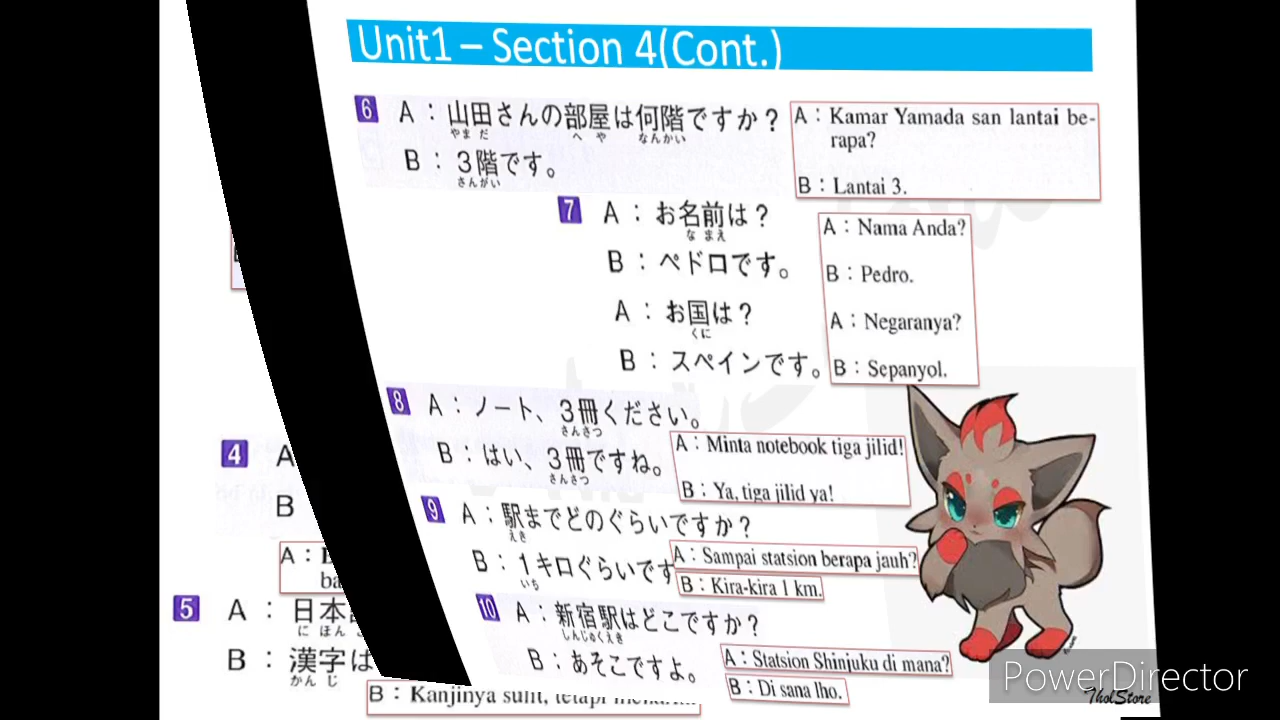 Unit1 – Section 4(Cont.)
6 A：山田さんの部屋は何階ですか？
やまだ へや なんかい
B：３階です。
さんがい
A：Kamar Yamada san lantai be-
rapa?
B：Lantai 3.
7 A：お名前は？
なまえ
B：ペドロです。
A：お国は？
くに
B：スペインです。
A：Nama Anda?
B：Pedro.
A：Negaranya?
B：Sepanyol.
8 A：ノート、３冊ください。
さんさつ
B：はい、３冊ですね。
さんさつ
A：Minta notebook tiga jilid!
B：Ya, tiga jilid ya!
9 A：駅までどのぐらいですか？
えき
B：１キロぐらいです
いち
A：Sampai statsion berapa jauh?
B：Kira-kira 1 km.
10 A：新宿駅はどこですか？
しんじゅくえき
B：あそこですよ。
A：Statsion Shinjuku di mana?
B：Di sana lho.
4 A
B
A：
ba
5 A：日本
にほん
B：漢字は
かんじ
B：Kanjinya sulit, tetapi
PowerDirector
TholStore